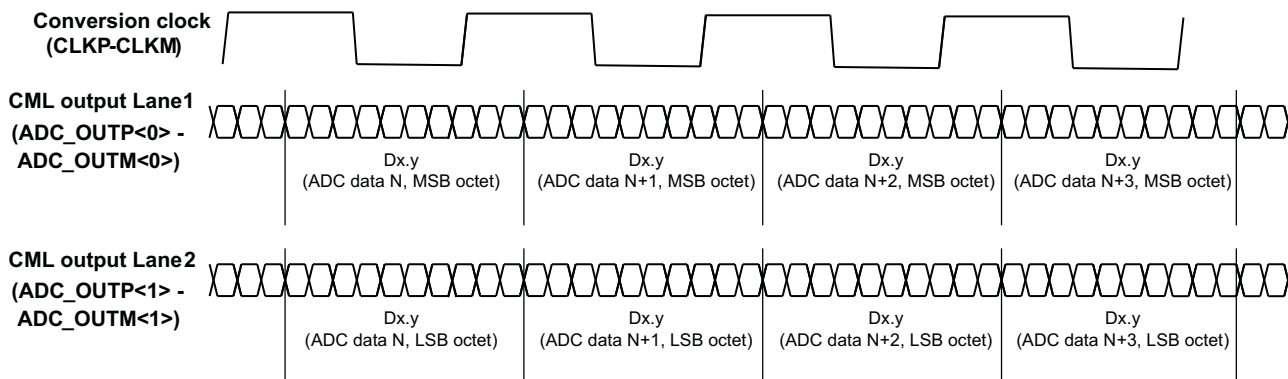 Conversion clock
(CLKP-CLKM)
CML output Lane1
(ADC_OUTP<0> -
ADC_OUTM<0>)
Dx.y
(ADC data N, MSB octet)
Dx.y
(ADC data N+1, MSB octet)
Dx.y
(ADC data N+2, MSB octet)
Dx.y
(ADC data N+3, MSB octet)
CML output Lane2
(ADC_OUTP<1> -
ADC_OUTM<1>)
Dx.y
(ADC data N, LSB octet)
Dx.y
(ADC data N+1, LSB octet)
Dx.y
(ADC data N+2, LSB octet)
Dx.y
(ADC data N+3, LSB octet)